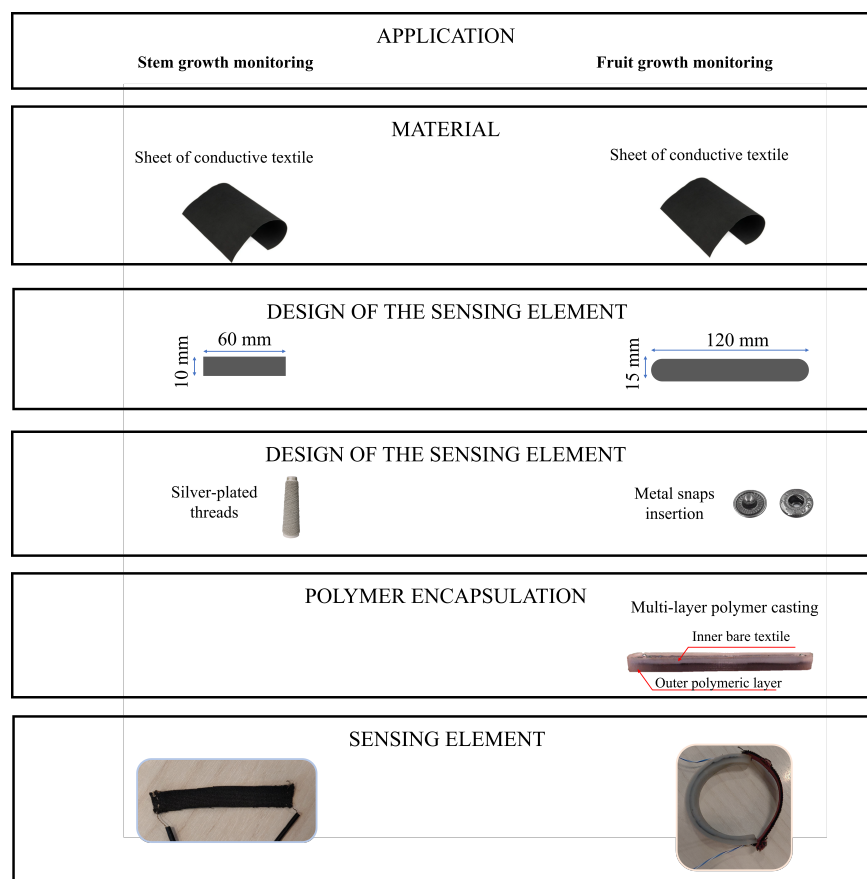 APPLICATION
Stem growth monitoring
Fruit growth monitoring
MATERIAL
Sheet of conductive textile
Sheet of conductive textile
DESIGN OF THE SENSING ELEMENT
60 mm
10 mm
120 mm
15 mm
DESIGN OF THE SENSING ELEMENT
Silver-plated
threads
Metal snaps
insertion
POLYMER ENCAPSULATION
Multi-layer polymer casting
Inner bare textile
Outer polymeric layer
SENSING ELEMENT